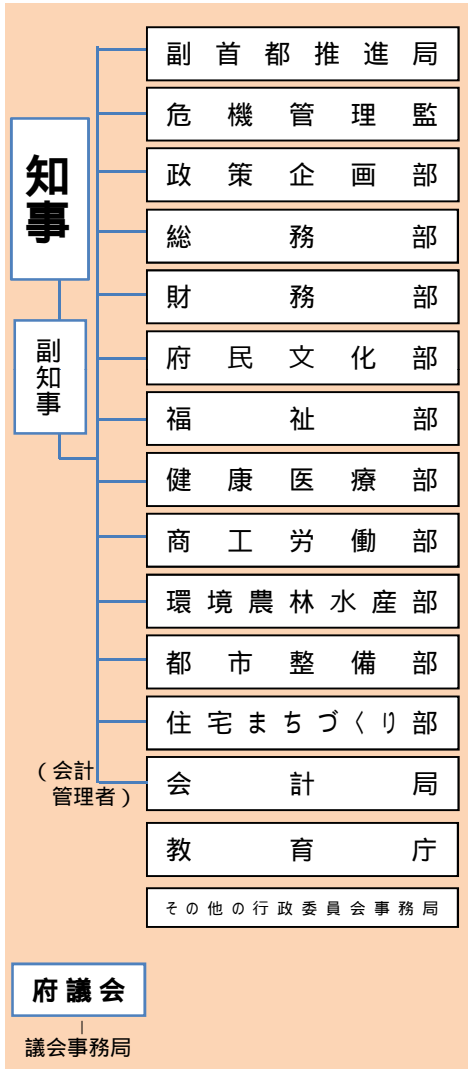 知事
副知事
副首都推進局
危機管理監
政策企画部
総務部
財務部
府民文化部
福祉部
健康医療部
商工労働部
環境農林水産部
都市整備部
住宅まちづくり部
(会計
管理者)
会計局
教育庁
その他の行政委員会事務局
府議会
議会事務局